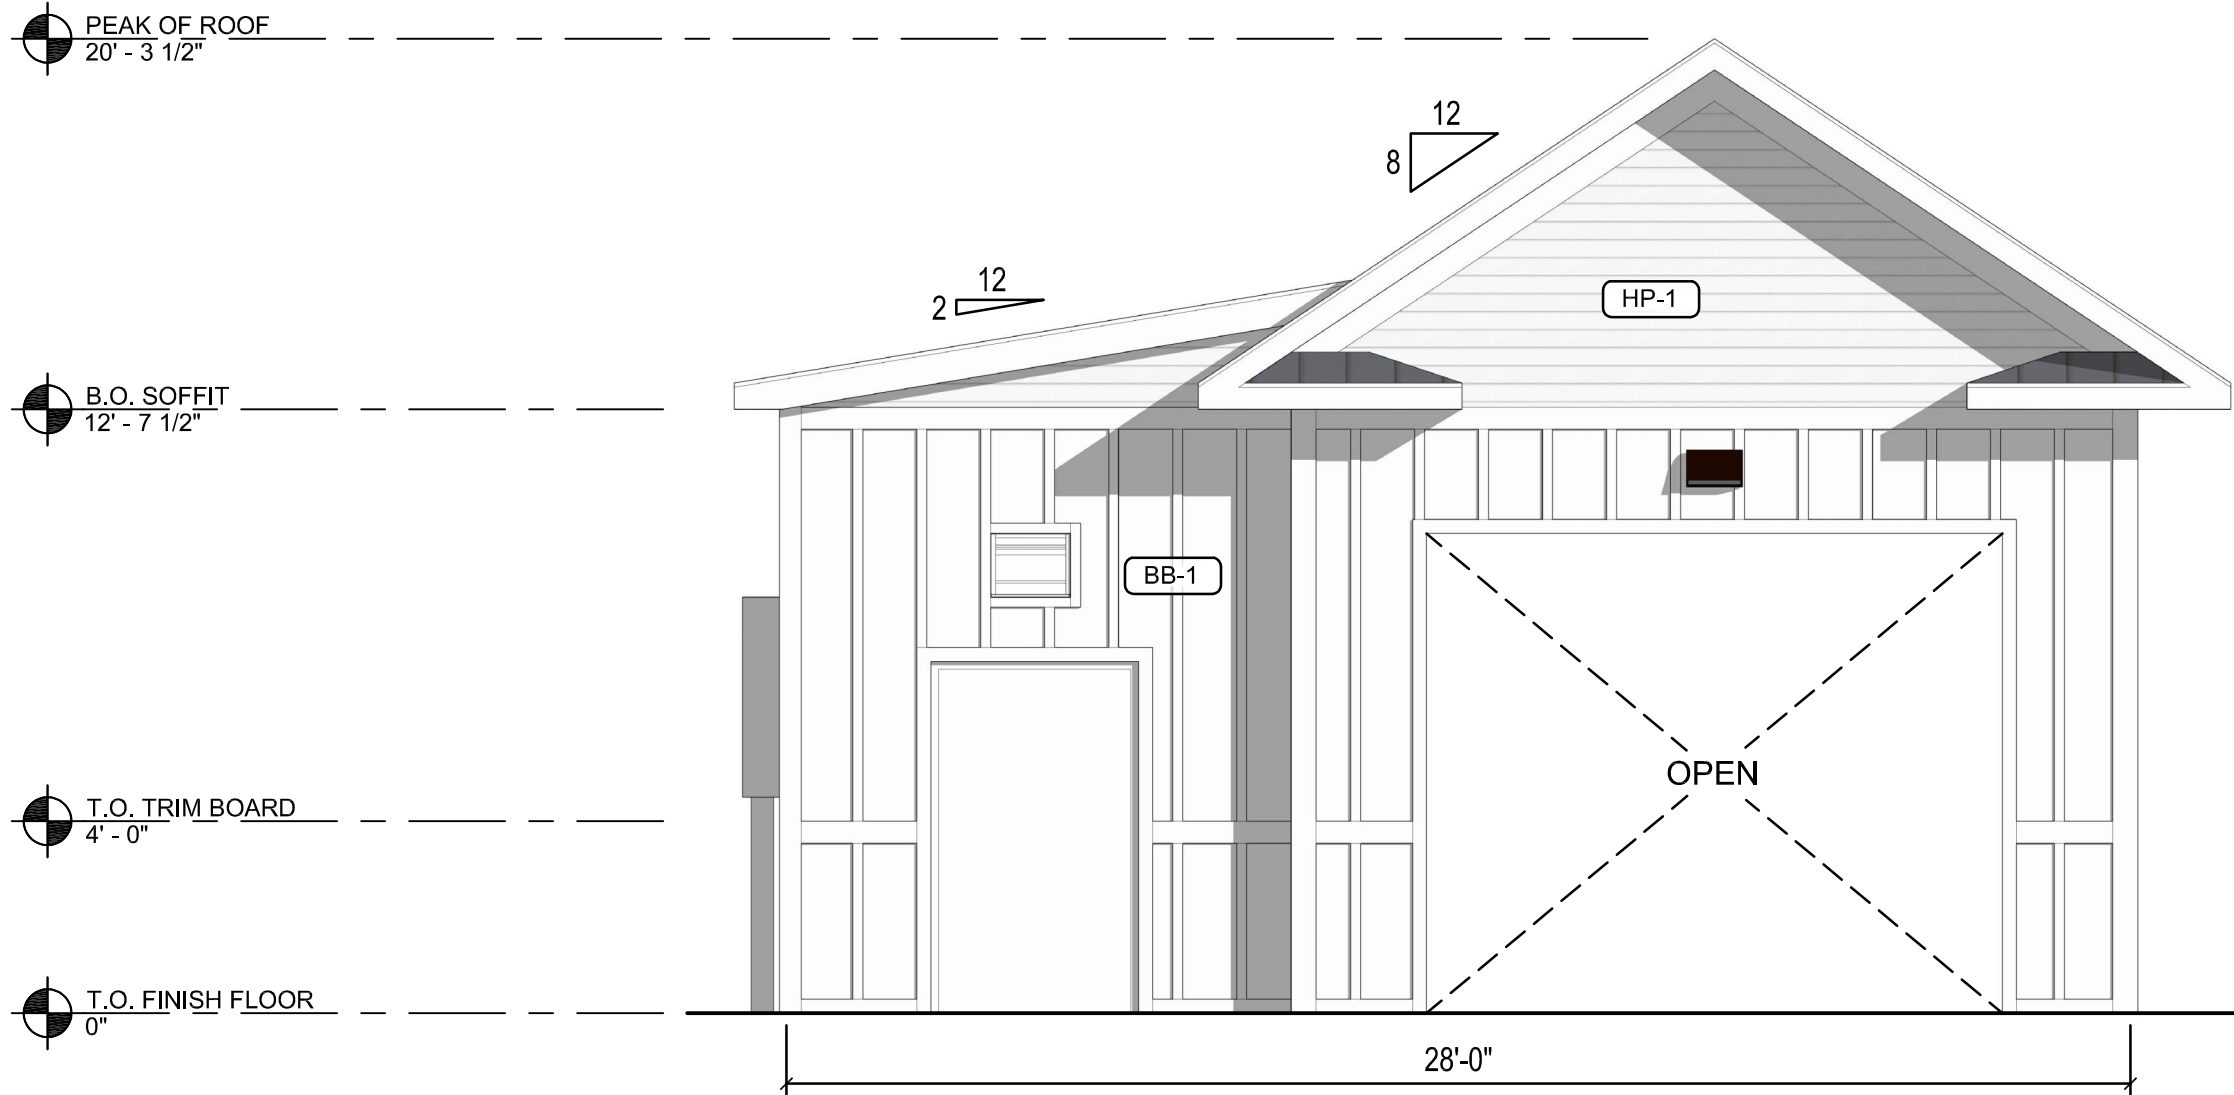 PEAK OF ROOF
20' - 3 1/2"
12
8
12
2
HP-1
B.O. SOFFIT
12' - 7 1/2"
BB-1
OPEN
T.O. TRIM BOARD
4' - 0"
T.O. FINISH FLOOR
0"
28'-0"